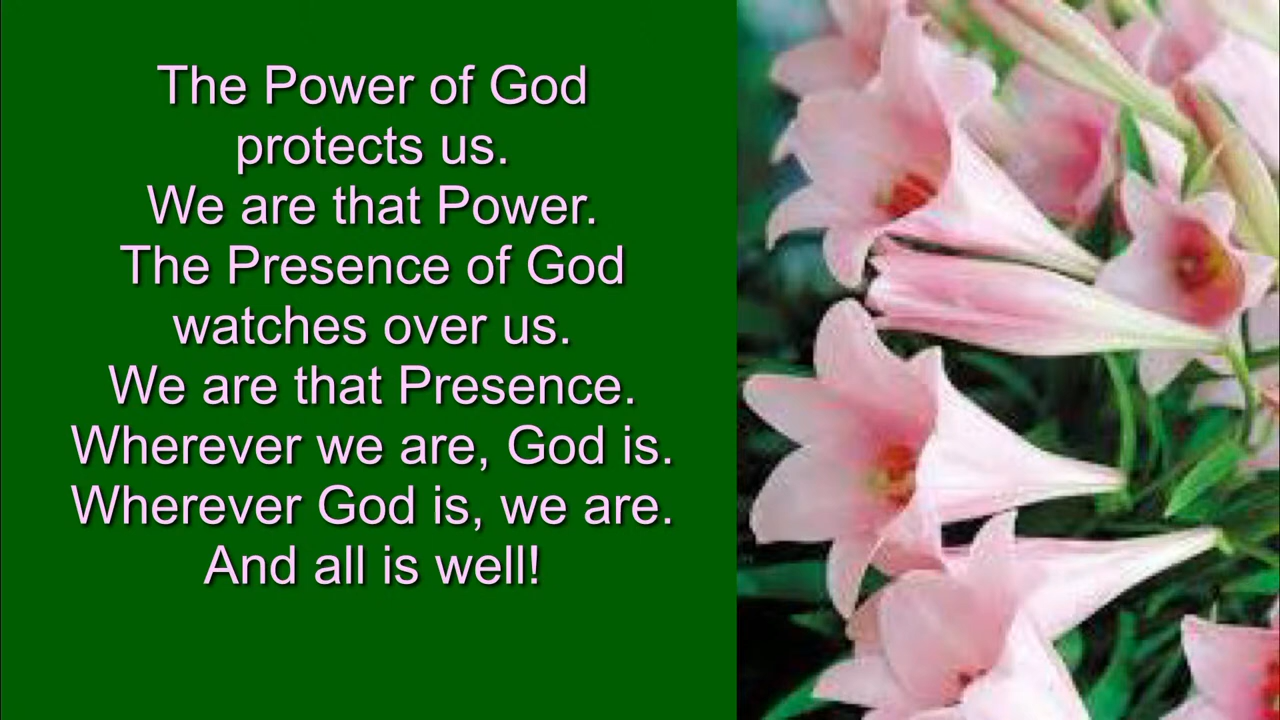 The Power of God
protects us.
We are that Power.
The Presence of God
watches over us.
We are that Presence.
Wherever we are, God is.
Wherever God is, we are.
And all is well!